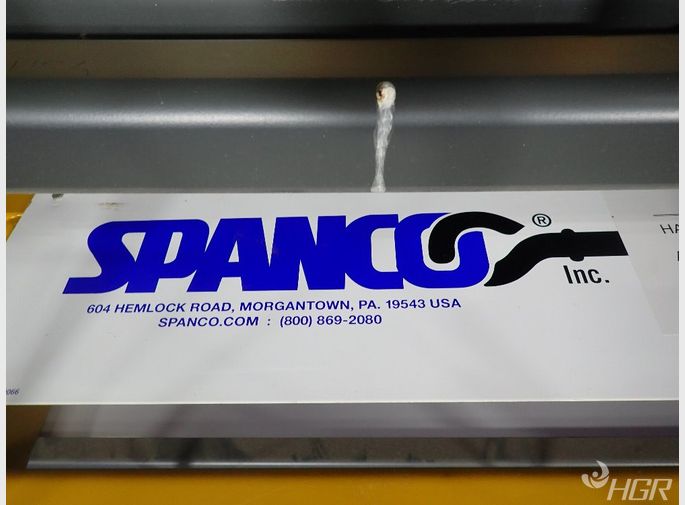 SPANCO®
Inc.
604 HEMLOCK ROAD, MORGANTOWN, PA. 19543 USA
SPANCO.COM : (800) 869-2080
HGR